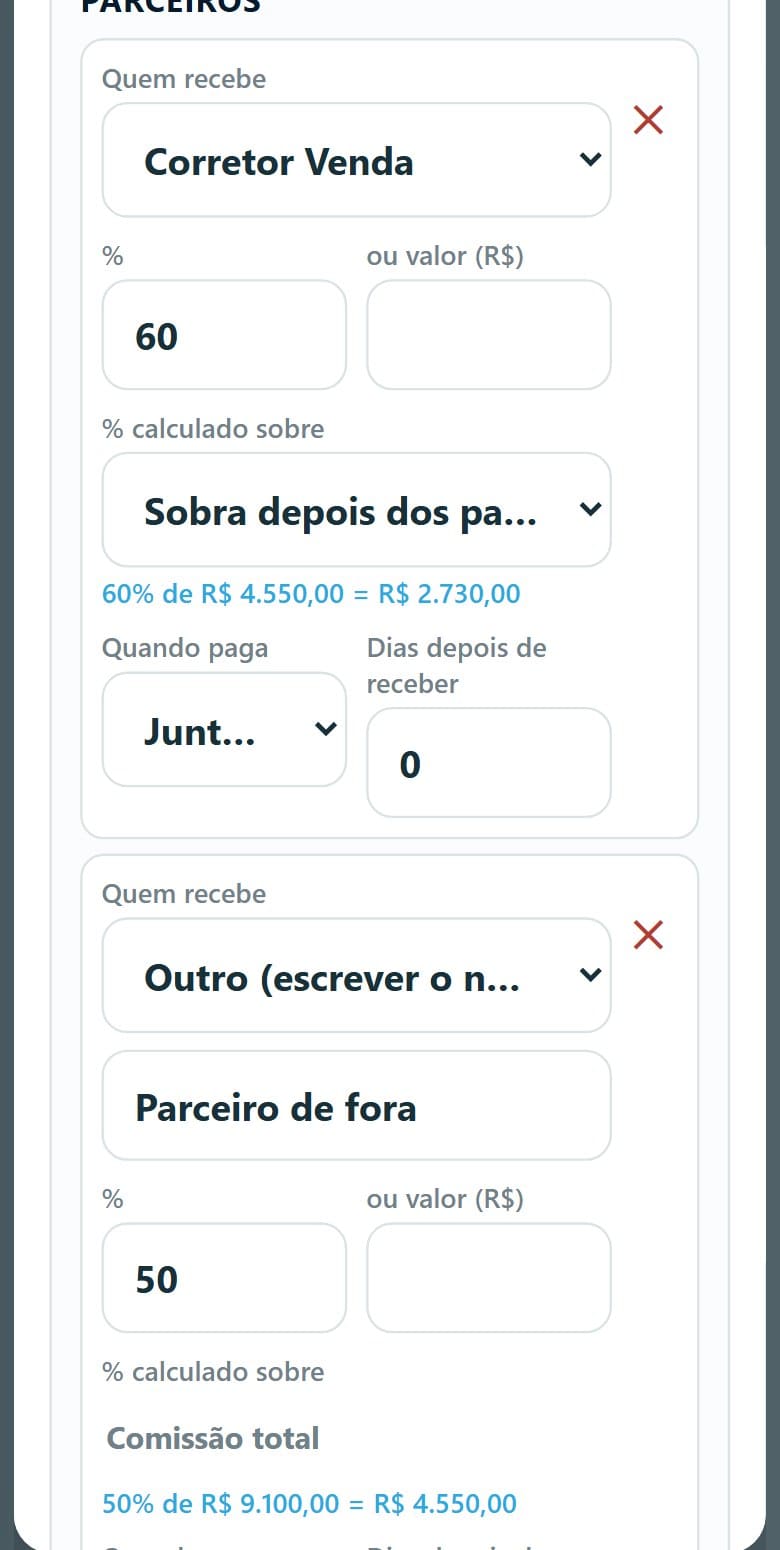 PARCEIROS
Quem recebe
Corretor Venda
% ou valor (R$)
60
% calculado sobre
Sobra depois dos pa...
60% de R$ 4.550,00 = R$ 2.730,00
Quando paga Dias depois de
receber
Junt...
0
Quem recebe
Outro (escrever o n...
Parceiro de fora
% ou valor (R$)
50
% calculado sobre
Comissão total
50% de R$ 9.100,00 = R$ 4.550,00